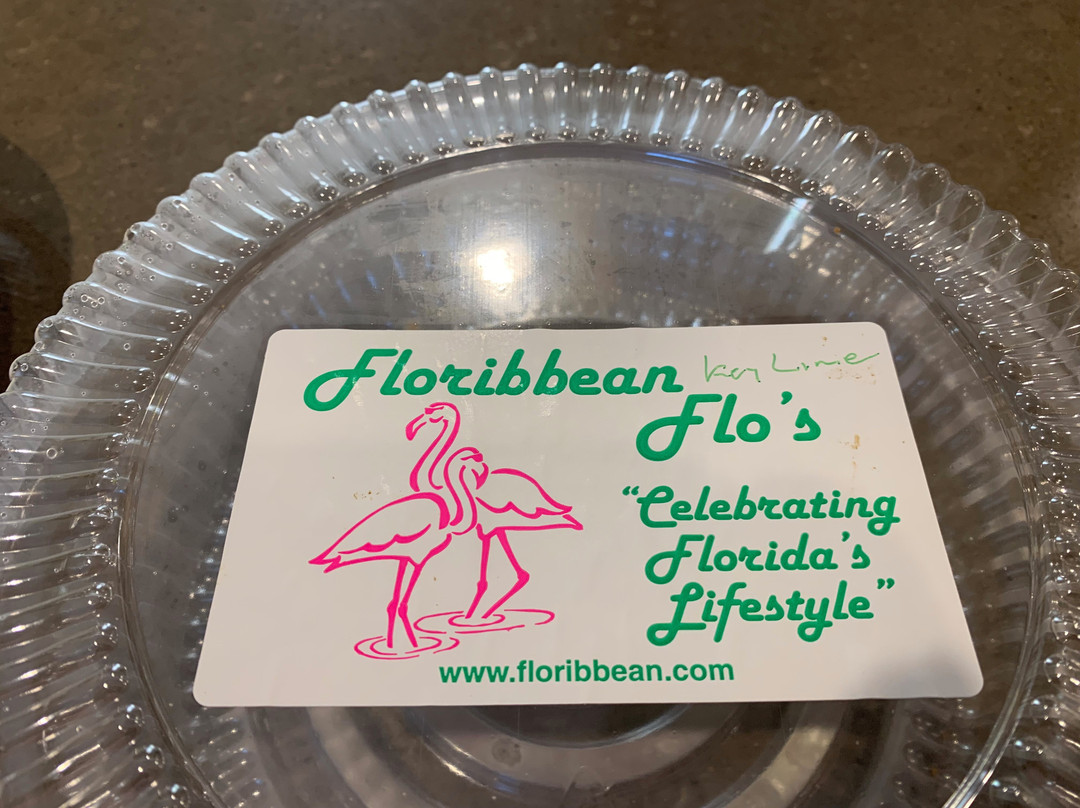 Floribbean
Key Lime
Flo's
“Celebrating
Florida's
Lifestyle”
www.floribbean.com